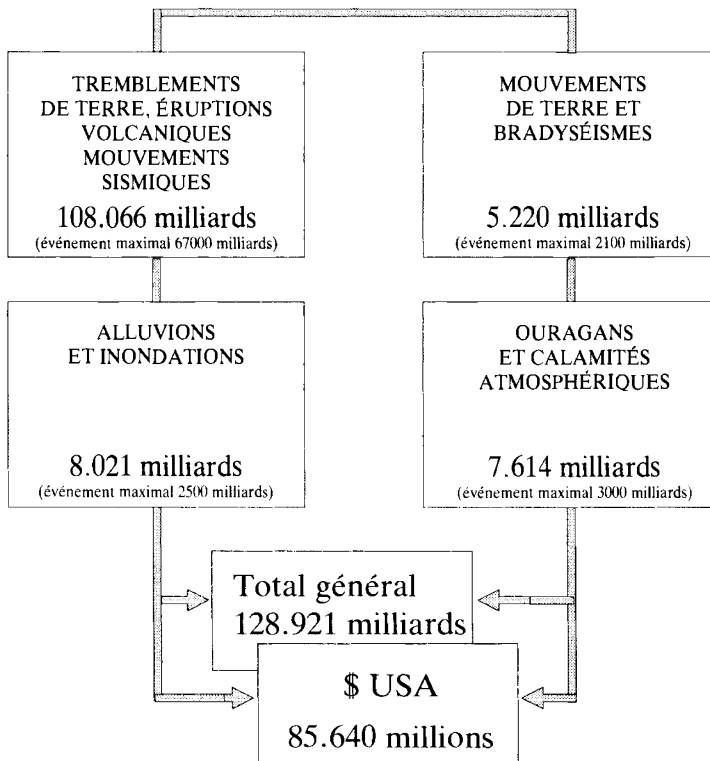 TREMBLEMENTS
DE TERRE, ÉRUPTIONS
VOLCANIQUES
MOUVEMENTS
SISMIQUES
108.066 milliards
(événement maximal 67000 milliards)
MOUVEMENTS
DE TERRE ET
BRADYSÉISMES
5.220 milliards
(événement maximal 2100 milliards)
ALLUVIONS
ET INONDATIONS
8.021 milliards
(événement maximal 2500 milliards)
OURAGANS
ET CALAMITÉS
ATMOSPHÉRIQUES
7.614 milliards
(événement maximal 3000 milliards)
Total général
128.921 milliards
$ USA
85.640 millions